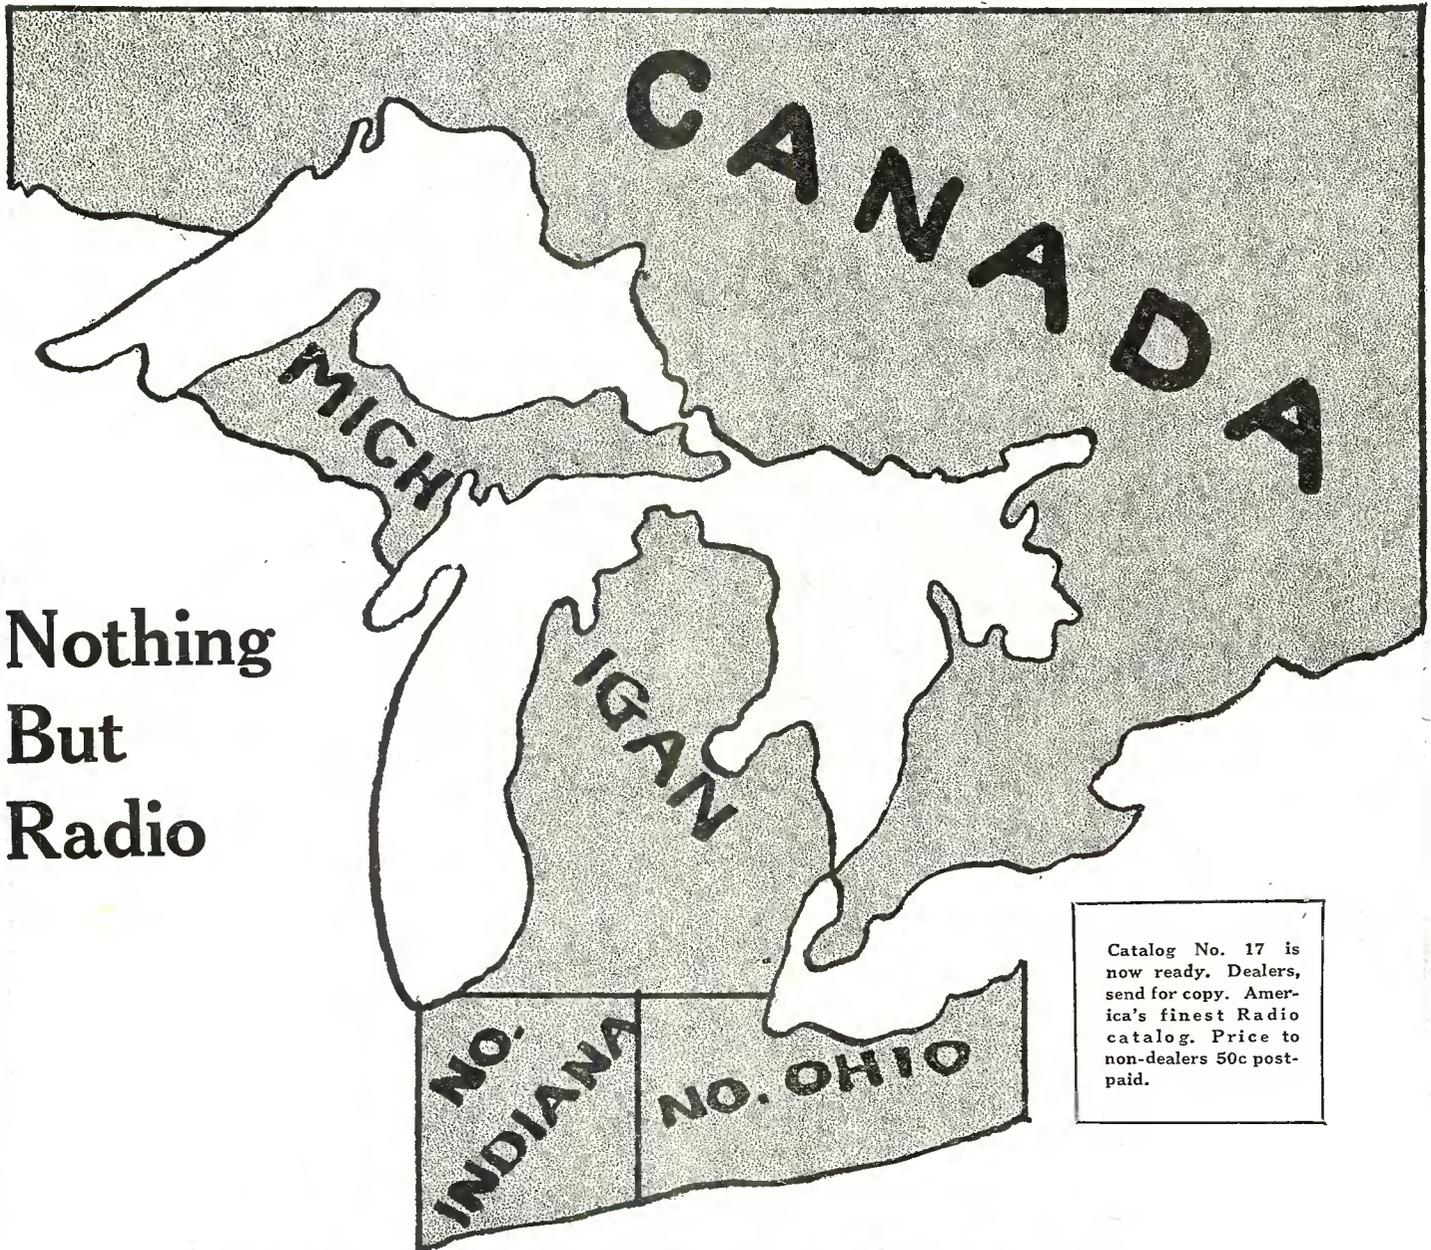 CANADA
MICH
IGAN
Nothing
But
Radio
NO.
INDIANA
NO. OHIO
Catalog No. 17 is
now ready. Dealers,
send for copy. Amer-
ica's finest Radio
catalog. Price to
non-dealers 50c post-
paid.